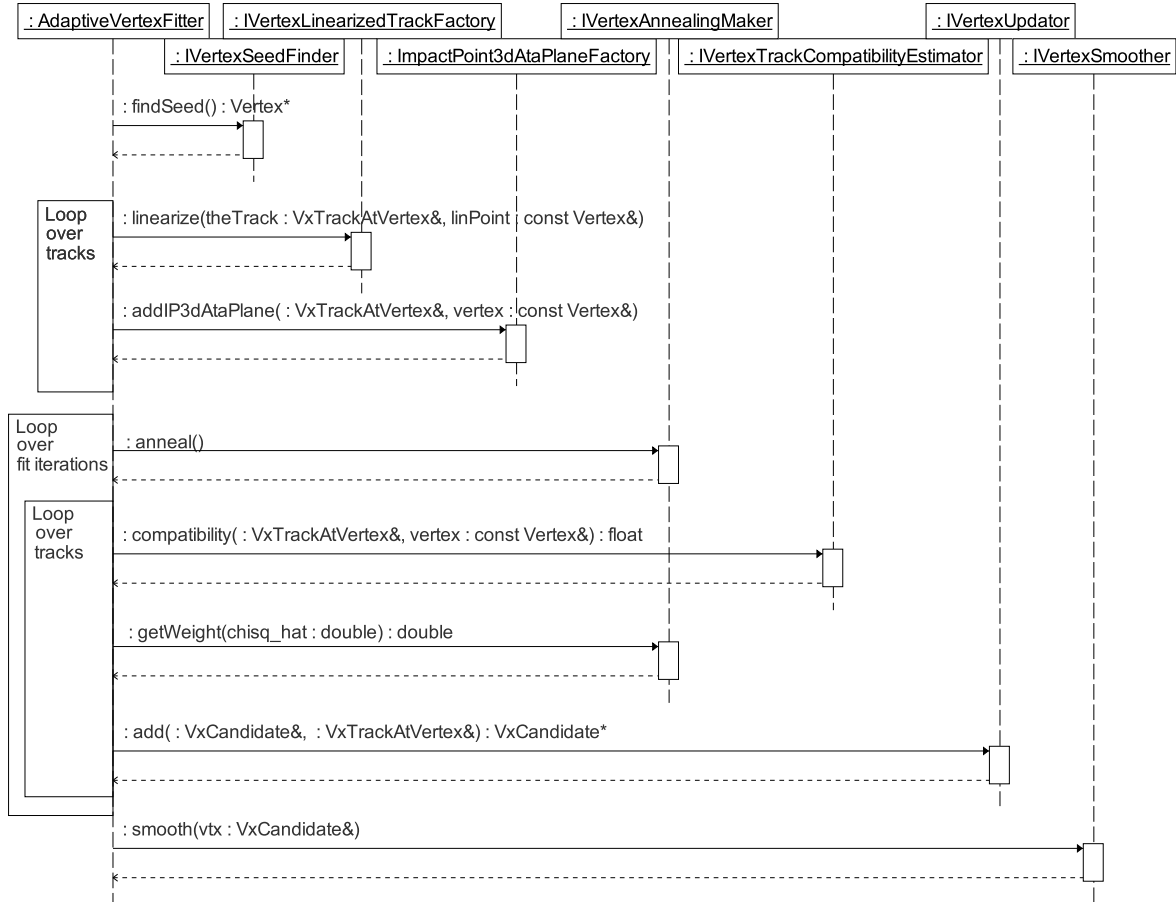 : AdaptiveVertexFitter
: IVertexLinearizedTrackFactory
: IVertexAnnealingMaker
: IVertexUpdator
: IVertexSeedFinder
: ImpactPoint3dAtaPlaneFactory
: IVertexTrackCompatibilityEstimator
: IVertexSmoother
: findSeed() : Vertex*
Loop
over
tracks
: linearize(theTrack : VxTrackAtVertex&, linPoint : const Vertex&)
: addIP3dAtaPlane( : VxTrackAtVertex&, vertex : const Vertex&)
Loop
over
fit iterations
: anneal()
Loop
over
tracks
: compatibility( : VxTrackAtVertex&, vertex : const Vertex&) : float
: getWeight(chisq_hat : double) : double
: add( : VxCandidate&, : VxTrackAtVertex&) : VxCandidate*
: smooth(vtx : VxCandidate&)